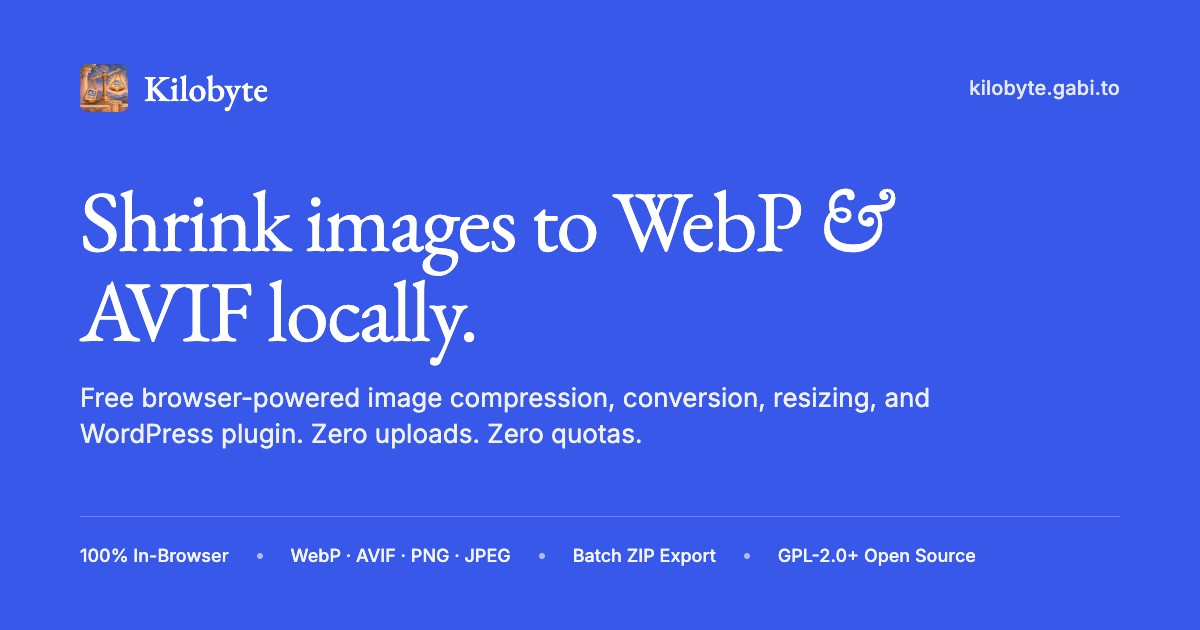 Kilobyte
kilobyte.gabi.to
Shrink images to WebP &
AVIF locally.
Free browser-powered image compression, conversion, resizing, and
WordPress plugin. Zero uploads. Zero quotas.
100% In-Browser • WebP · AVIF · PNG · JPEG • Batch ZIP Export • GPL-2.0+ Open Source